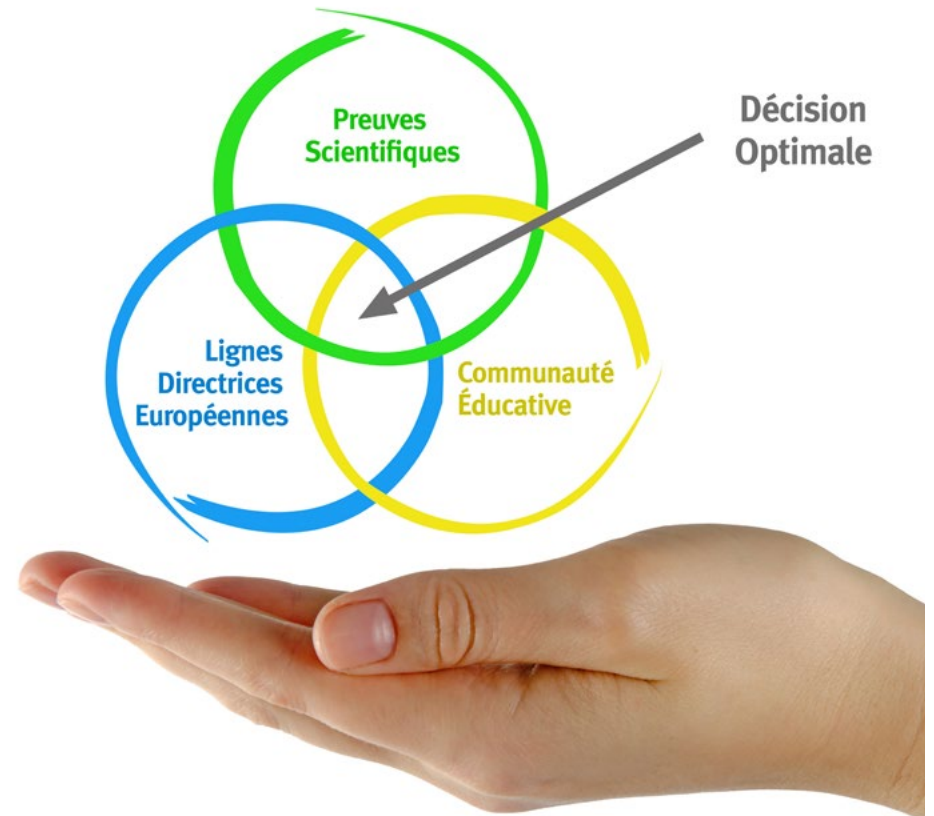 Preuves
Scientifiques
Décision
Optimale
Lignes
Directrices
Européennes
Communauté
Éducative